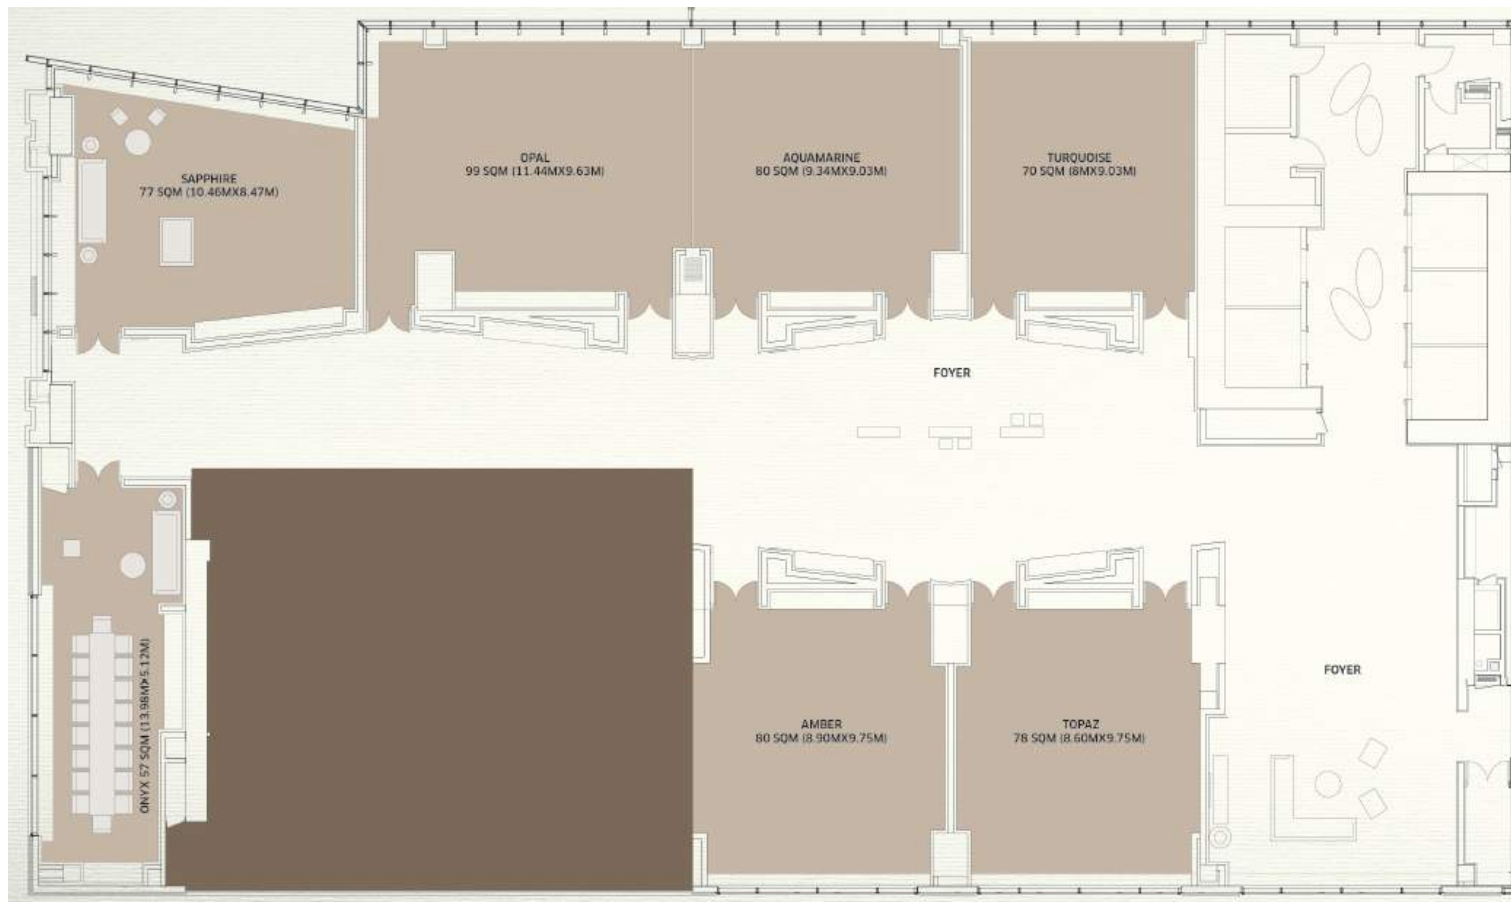 OPAL
99 SQM (11.44MX9.63M)
AQUAMARINE
80 SQM (9.34MX9.03M)
TURQUOISE
70 SQM (8MX9.03M)
SAPPHIRE
77 SQM (10.46MX8.47M)
FOYER
ONYX 57 SQM (13.98MX5.12M)
FOYER
AMBER
80 SQM (8.90MX9.75M)
TOPAZ
78 SQM (8.60MX9.75M)